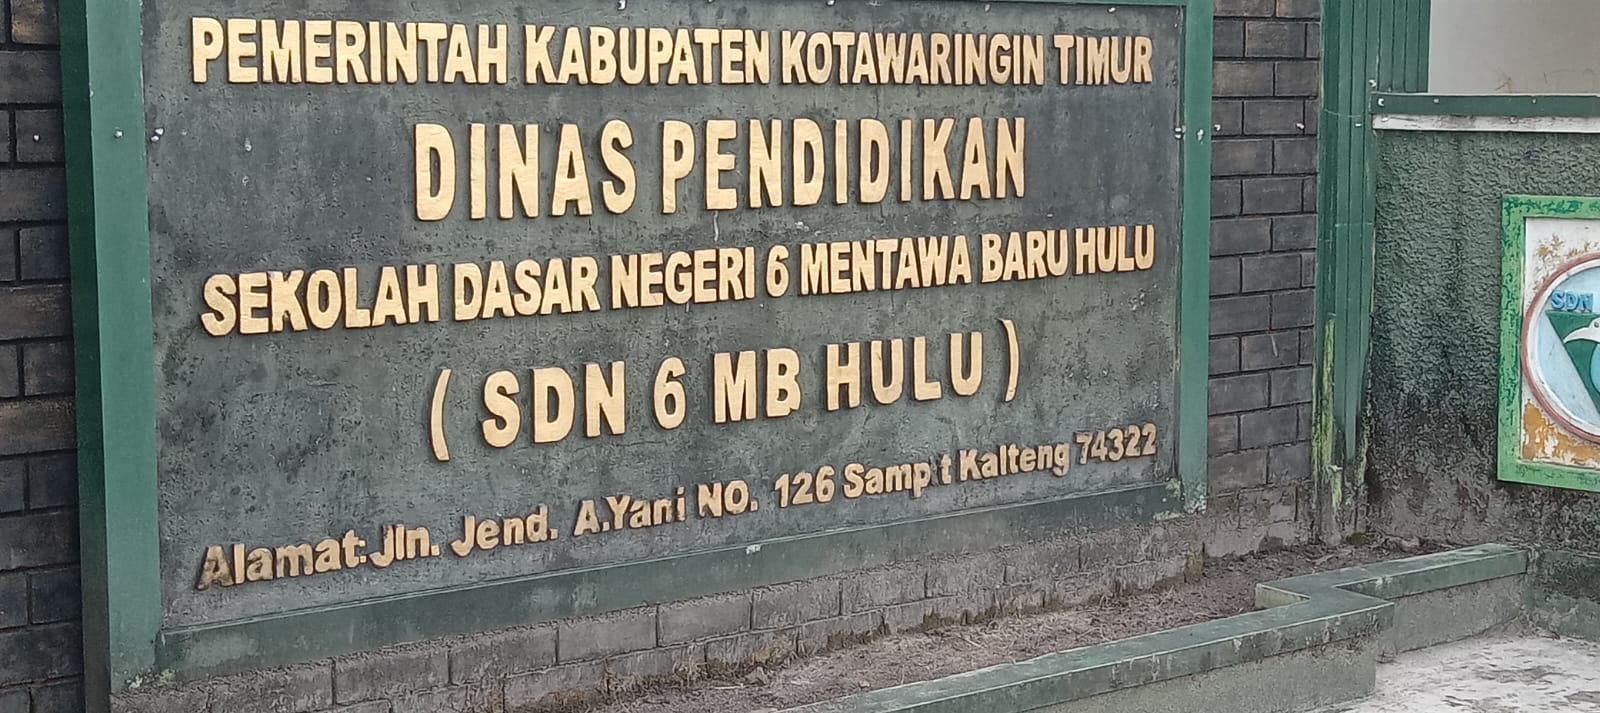 PEMERINTAH KABUPATEN KOTAWARINGIN TIMUR
DINAS PENDIDIKAN
SEKOLAH DASAR NEGERI 6 MENTAWA BARU HULU
( SDN 6 MB HULU )
Alamat: Jln. Jend. A.Yani NO. 126 Samp t Kalteng 74322
SDN